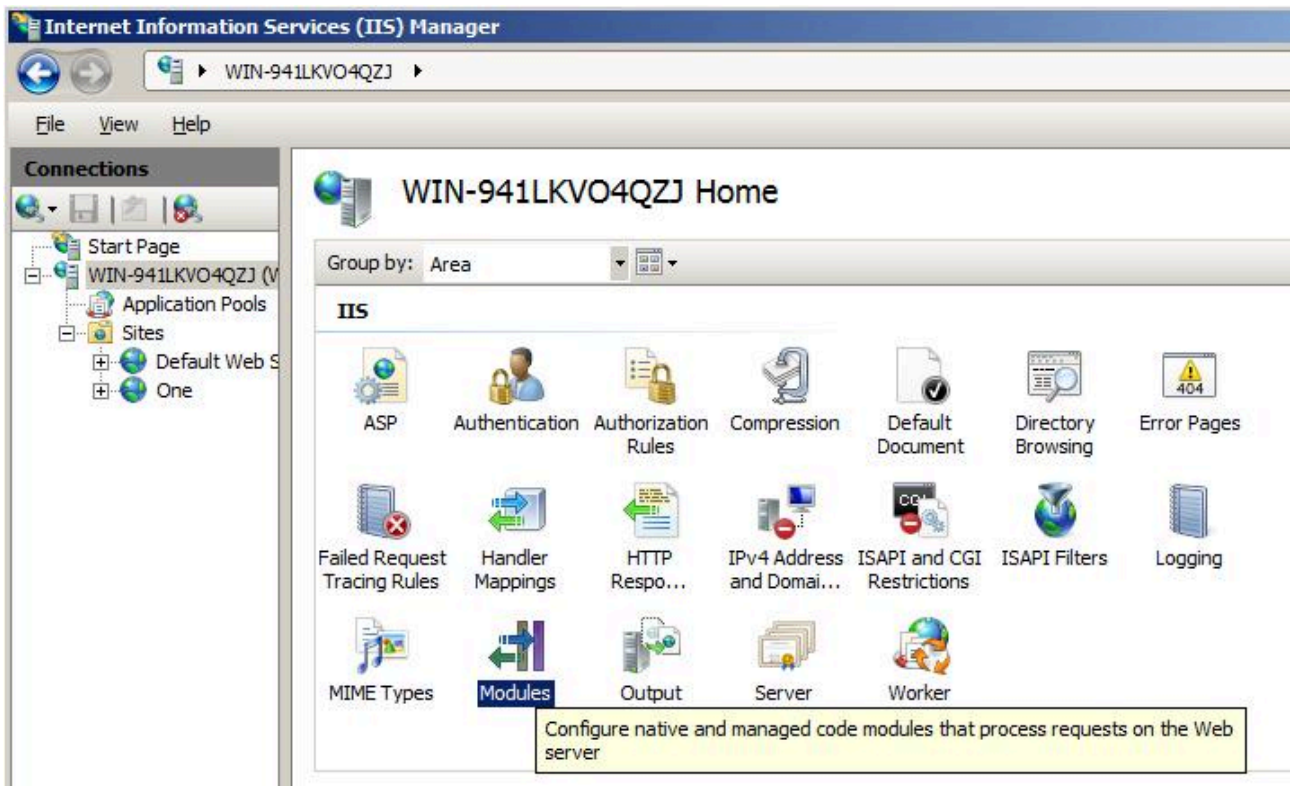 Internet Information Services (IIS) Manager
WIN-941LKVO4QZJ
File View Help
Connections
Start Page
WIN-941LKVO4QZJ (W
Application Pools
Sites
Default Web S
One
WIN-941LKVO4QZJ Home
Group by: Area
IIS
ASP Authentication Authorization Rules Compression Default Document Directory Browsing Error Pages
404
Failed Request Tracing Rules Handler Mappings HTTP Respo... IPv4 Address and Domai... ISAPI and CGI Restrictions ISAPI Filters Logging
MIME Types Modules Output Server Worker
Configure native and managed code modules that process requests on the Web
server